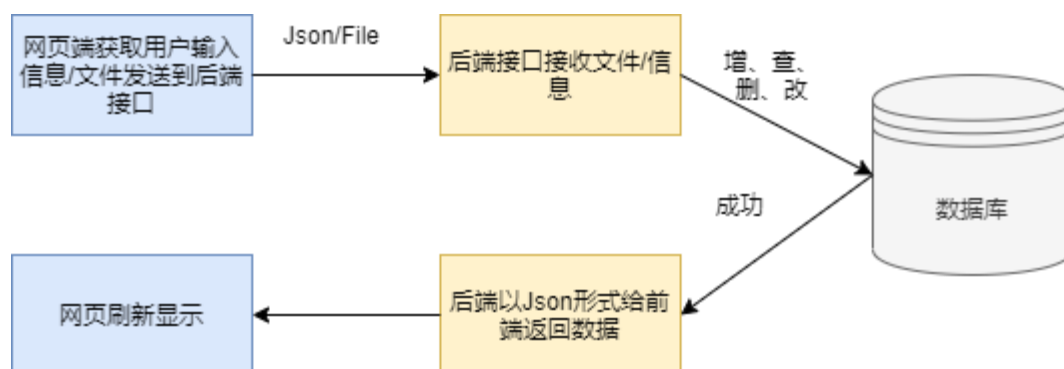 网页端获取用户输入
信息/文件发送到后端
接口
Json/File
后端接口接收文件/信
息
增、查、
删、改
数据库
成功
后端以Json形式给前
端返回数据
网页刷新显示